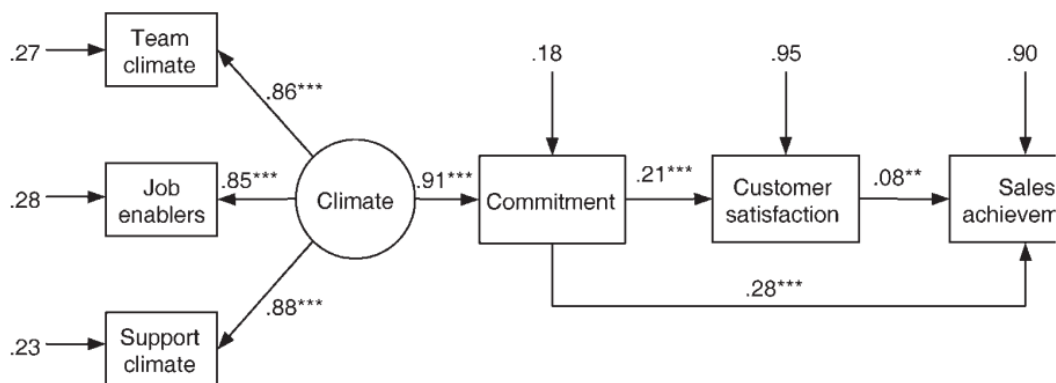 .27
Team
climate
.86***
.18
.95
.90
.28
Job
enablers
.85***
Climate
.91***
Commitment
.21***
Customer
satisfaction
.08**
Sales
achievem
.28***
.88***
.23
Support
climate